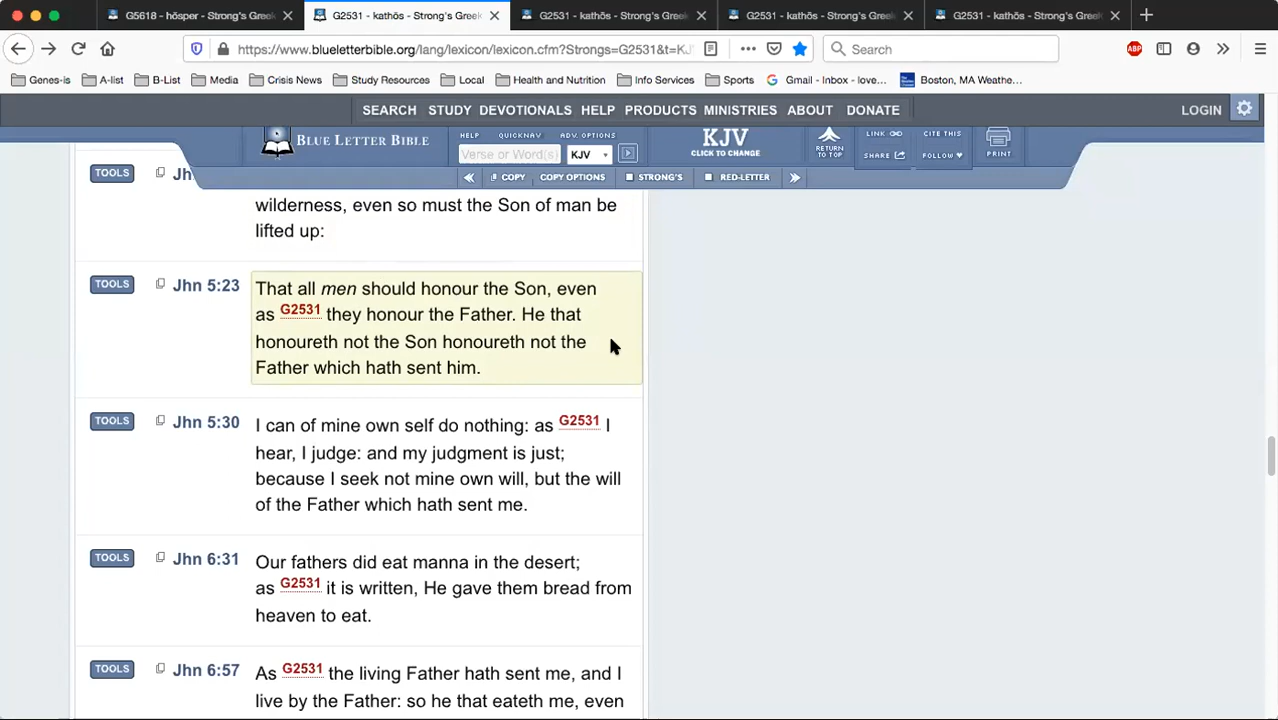 G5618 - hōsper - Strong's Greek
G2531 - kathōs - Strong's Greek
G2531 - kathōs - Strong's Greek
G2531 - kathōs - Strong's Greek
G2531 - kathōs - Strong's Greek
https://www.blueletterbible.org/lang/lexicon/lexicon.cfm?Strongs=G2531&t=KJ
Search
ABP
Genes-is
A-list
B-List
Media
Crisis News
Study Resources
Local
Health and Nutrition
Info Services
Sports
Gmail - Inbox - love…
Boston, MA Weathe…
SEARCH STUDY DEVOTIONALS HELP PRODUCTS MINISTRIES ABOUT DONATE
LOGIN
BLUE LETTER BIBLE
HELP QUICKNAV ADV. OPTIONS
Verse or Word(s)
KJV
KJV
CLICK TO CHANGE
RETURN
TO TOP
LINK
SHARE
CITE THIS
FOLLOW
PRINT
COPY COPY OPTIONS STRONG'S RED-LETTER
TOOLS Jh
wilderness, even so must the Son of man be
lifted up:
TOOLS Jhn 5:23
That all men should honour the Son, even
as G2531 they honour the Father. He that
honoureth not the Son honoureth not the
Father which hath sent him.
TOOLS Jhn 5:30
I can of mine own self do nothing: as G2531 I
hear, I judge: and my judgment is just;
because I seek not mine own will, but the will
of the Father which hath sent me.
TOOLS Jhn 6:31
Our fathers did eat manna in the desert;
as G2531 it is written, He gave them bread from
heaven to eat.
TOOLS Jhn 6:57
As G2531 the living Father hath sent me, and I
live by the Father: so he that eateth me, even